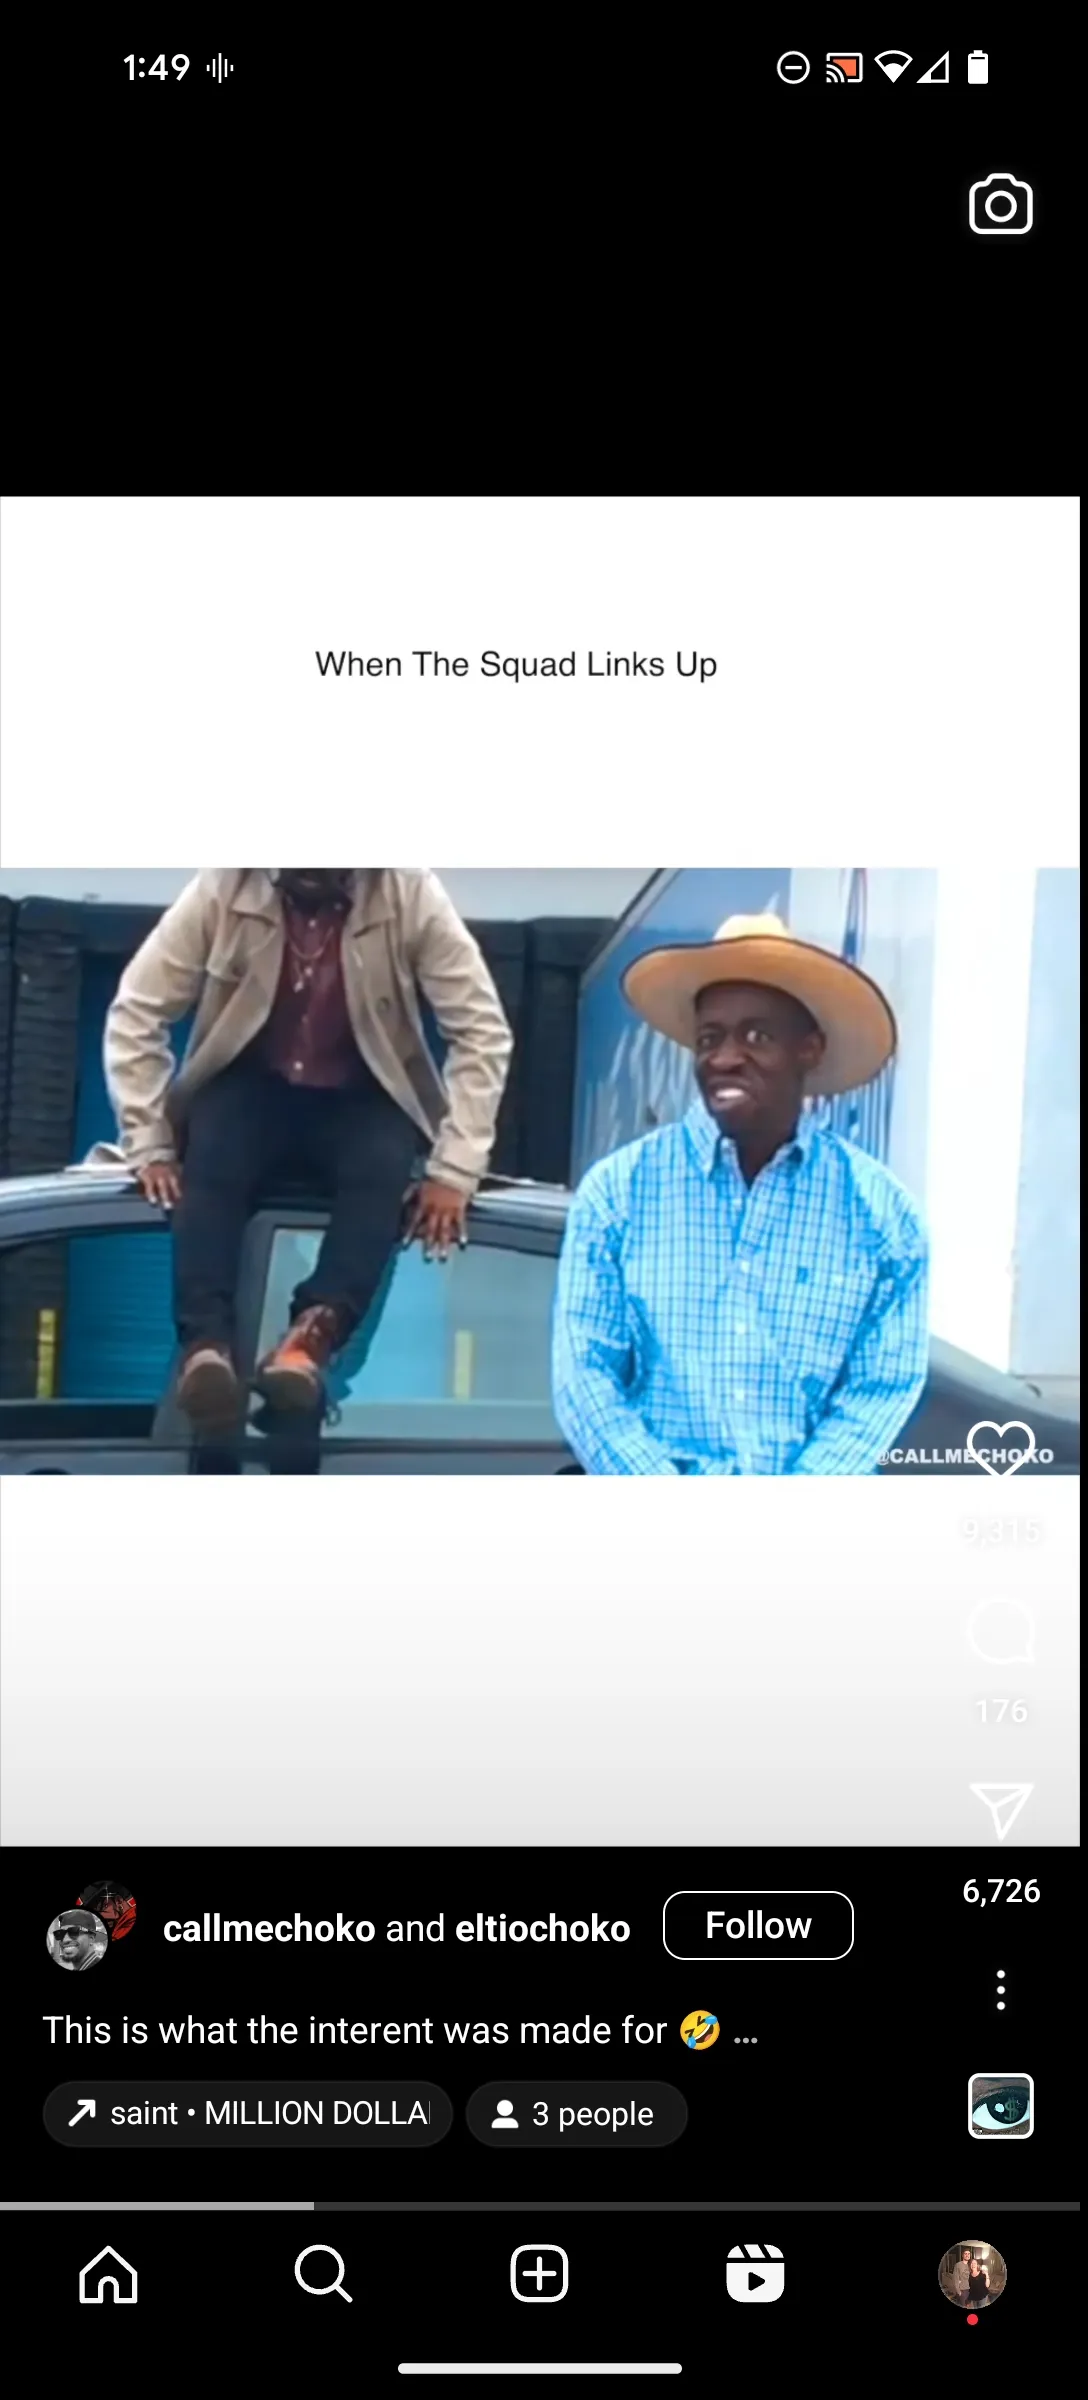 1:49
When The Squad Links Up
@CALLMECHOKO
9,315
176
6,726
callmechoko and eltiochoko
Follow
This is what the interent was made for 🤣 ...
saint • MILLION DOLLA
3 people